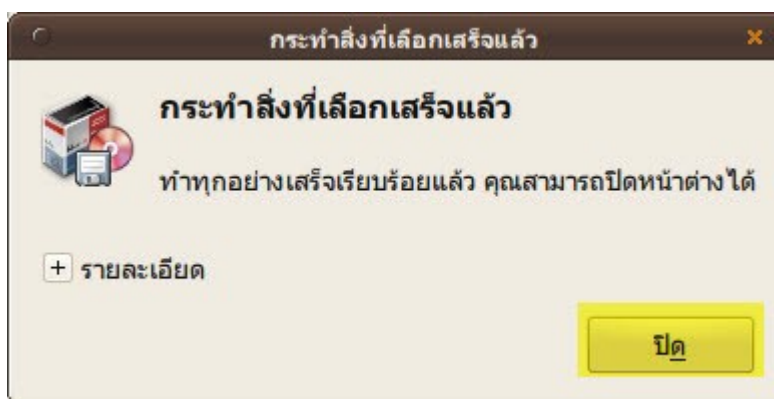 กระทำสิ่งที่เลือกเสร็จแล้ว
กระทำสิ่งที่เลือกเสร็จแล้ว
ทำทุกอย่างเสร็จเรียบร้อยแล้ว คุณสามารถปิดหน้าต่างได้
รายละเอียด
ปิด